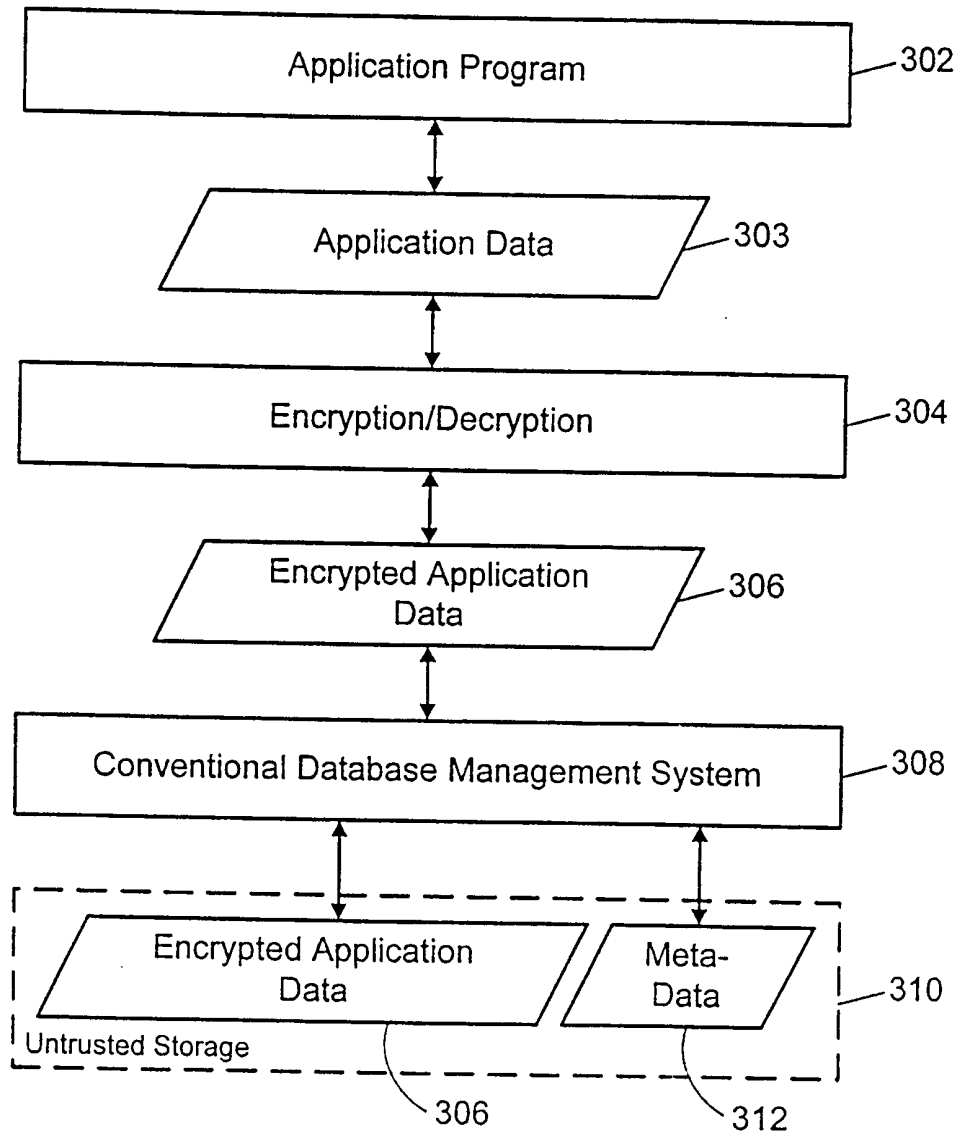 Application Program
302
Application Data
303
Encryption/Decryption
304
Encrypted Application
Data
306
Conventional Database Management System
308
Encrypted Application
Data
Meta-
Data
310
Untrusted Storage
306
312